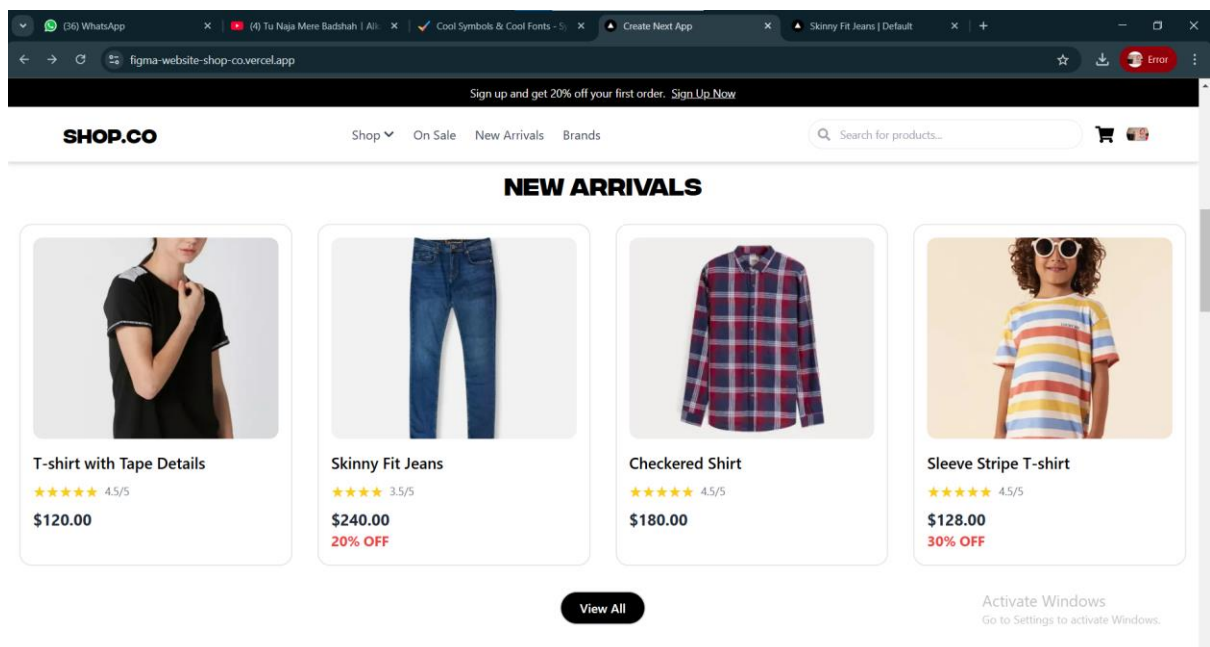 (36) WhatsApp
(4) Tu Naja Mere Badshah | Alk
Cool Symbols & Cool Fonts - Sy
Create Next App
Skinny Fit Jeans | Default
figma-website-shop-co.vercel.app
Error
Sign up and get 20% off your first order. Sign Up Now
SHOP.CO
Shop
On Sale
New Arrivals
Brands
Search for products...
NEW ARRIVALS
T-shirt with Tape Details
4.5/5
$120.00
Skinny Fit Jeans
3.5/5
$240.00
20% OFF
Checkered Shirt
4.5/5
$180.00
Sleeve Stripe T-shirt
4.5/5
$128.00
30% OFF
View All
Activate Windows
Go to Settings to activate Windows.